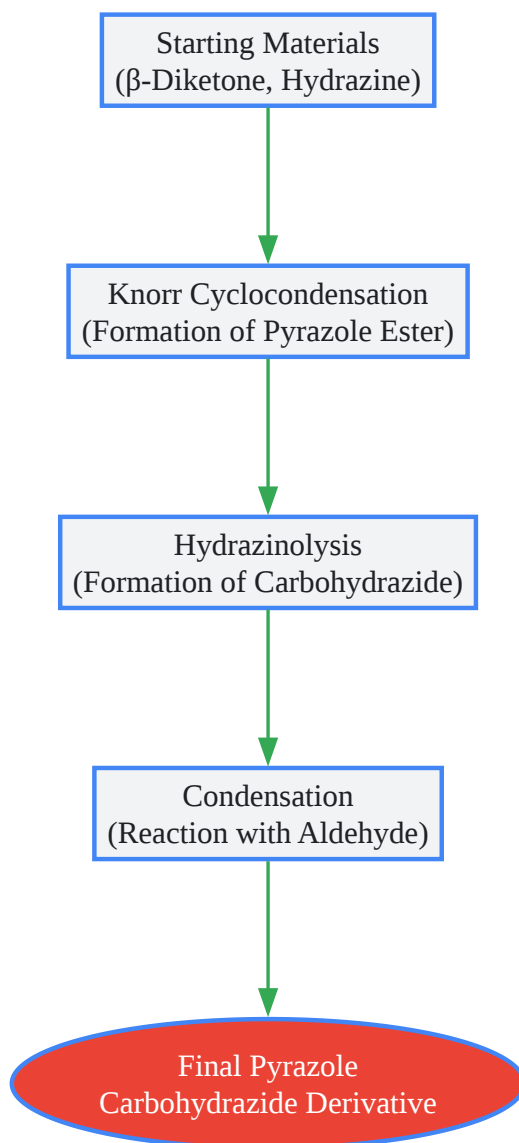 Starting Materials
(β-Diketone, Hydrazine)
Knorr Cyclocondensation
(Formation of Pyrazole Ester)
Hydrazinolysis
(Formation of Carbohydrazide)
Condensation
(Reaction with Aldehyde)
Final Pyrazole
Carbohydrazide Derivative